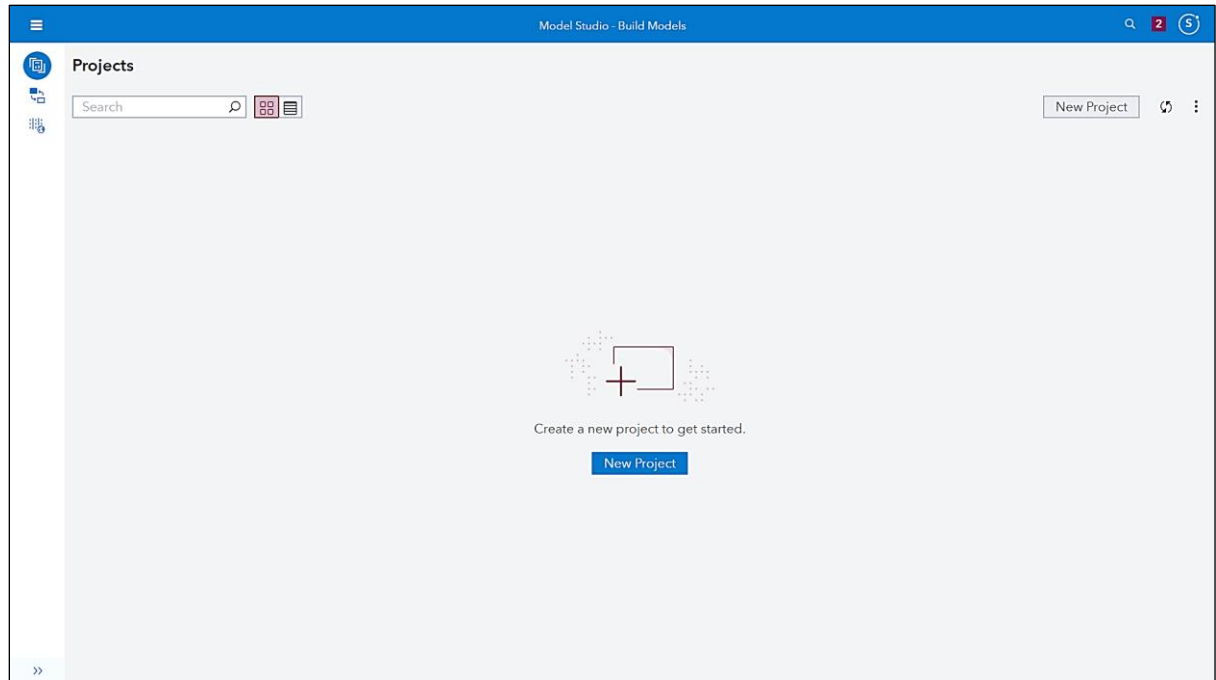 Model Studio - Build Models
2
S
Projects
Search
New Project
Create a new project to get started.
New Project